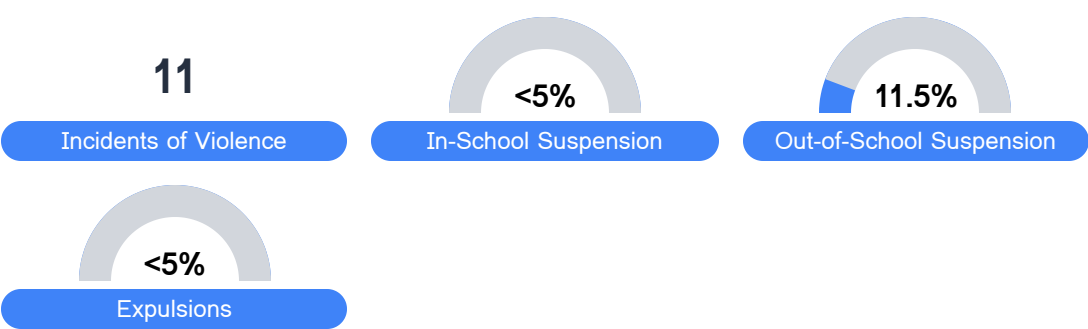 11
Incidents of Violence
<5%
In-School Suspension
11.5%
Out-of-School Suspension
<5%
Expulsions